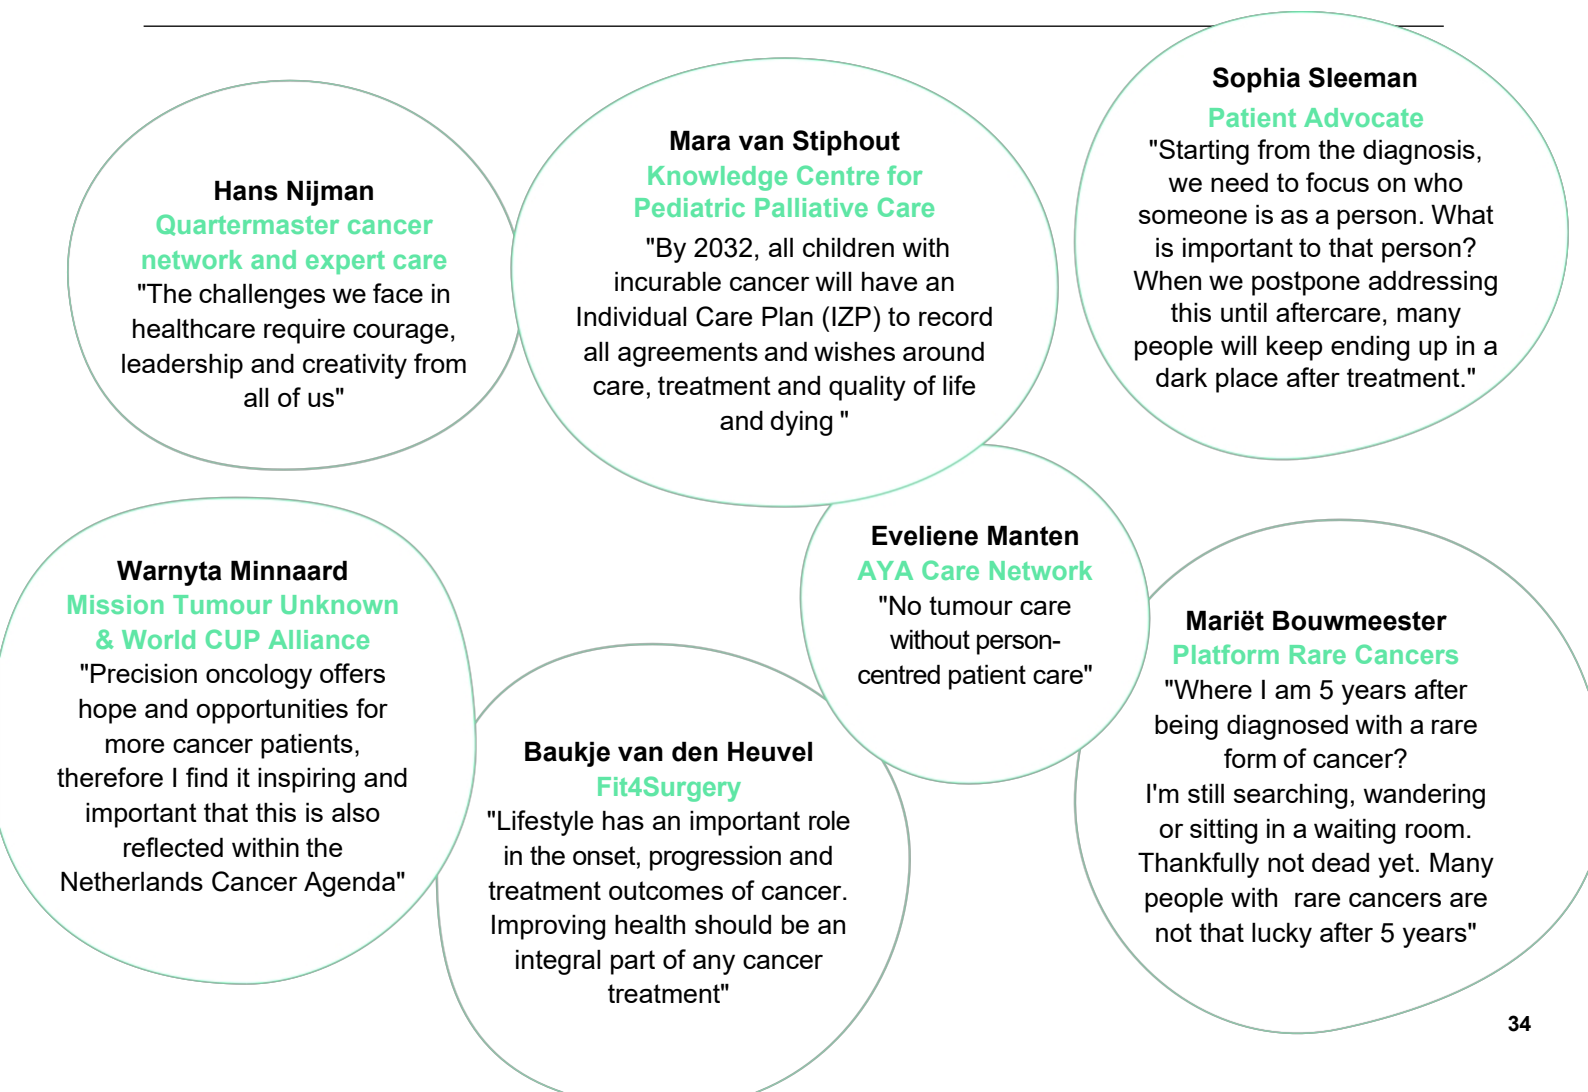 Hans Nijman
Quartermaster cancer
network and expert care
"The challenges we face in
healthcare require courage,
leadership and creativity from
all of us"
Mara van Stiphout
Knowledge Centre for
Pediatric Palliative Care
"By 2032, all children with
incurable cancer will have an
Individual Care Plan (IZP) to record
all agreements and wishes around
care, treatment and quality of life
and dying "
Sophia Sleeman
Patient Advocate
"Starting from the diagnosis,
we need to focus on who
someone is as a person. What
is important to that person?
When we postpone addressing
this until aftercare, many
people will keep ending up in a
dark place after treatment."
Warnyta Minnaard
Mission Tumour Unknown
& World CUP Alliance
"Precision oncology offers
hope and opportunities for
more cancer patients,
therefore I find it inspiring and
important that this is also
reflected within the
Netherlands Cancer Agenda"
Baukje van den Heuvel
Fit4Surgery
"Lifestyle has an important role
in the onset, progression and
treatment outcomes of cancer.
Improving health should be an
integral part of any cancer
treatment"
Eveliene Manten
AYA Care Network
"No tumour care
without person-
centred patient care"
Mariët Bouwmeester
Platform Rare Cancers
"Where I am 5 years after
being diagnosed with a rare
form of cancer?
I'm still searching, wandering
or sitting in a waiting room.
Thankfully not dead yet. Many
people with  rare cancers are
not that lucky after 5 years"
34